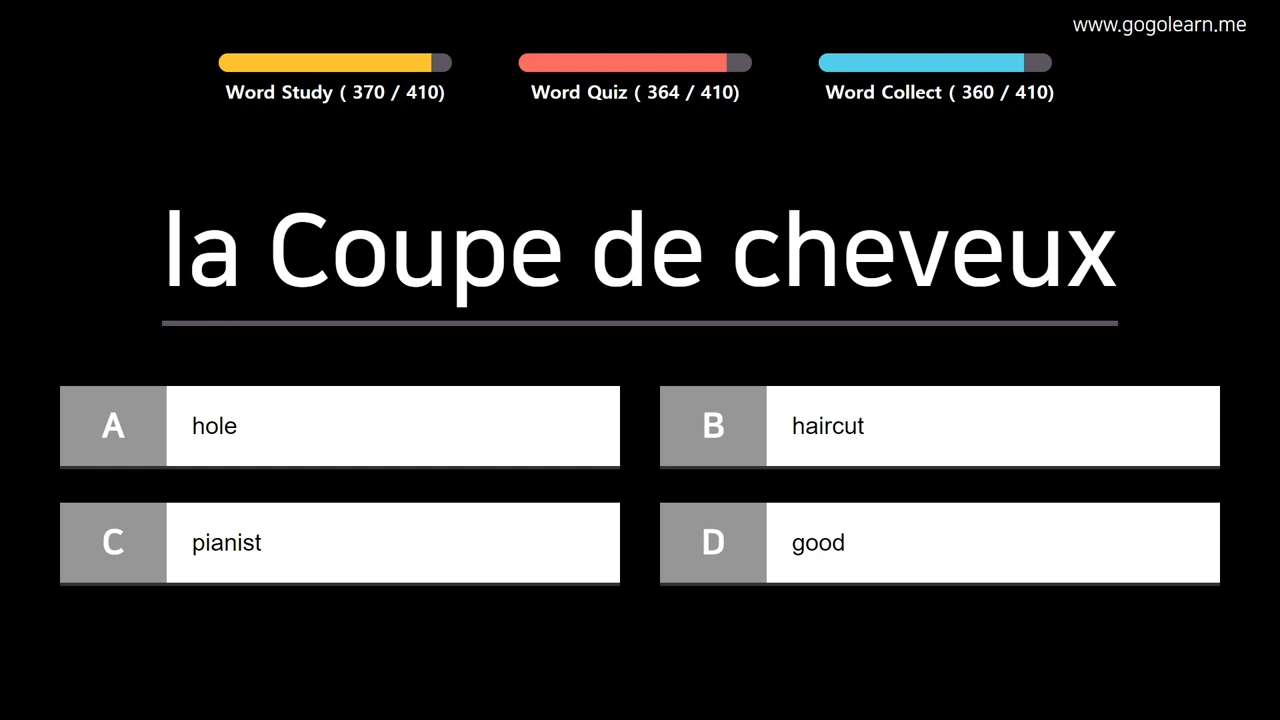 www.gogolearn.me
Word Study ( 370 / 410)
Word Quiz ( 364 / 410)
Word Collect ( 360 / 410)
la Coupe de cheveux
A hole
B haircut
C pianist
D good